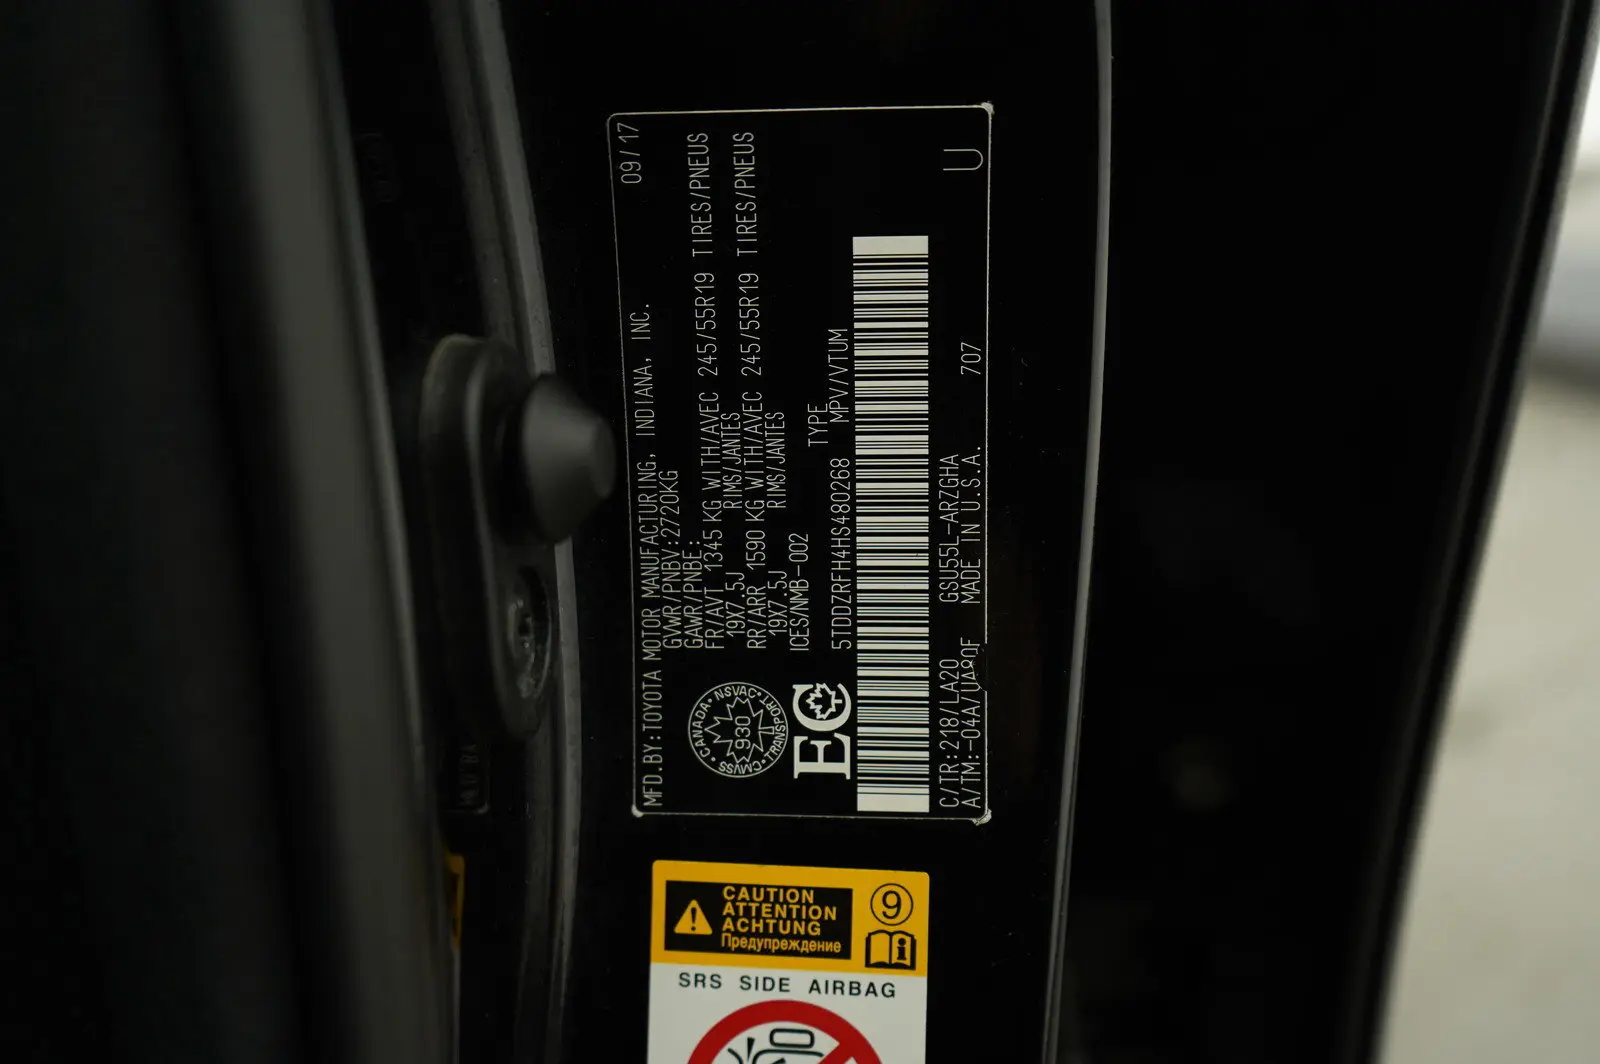 MFD.BY:TOYOTA MOTOR MANUFACTURING, INDIANA, INC. 09/17
GVWR/PNBV:2720KG
GAWR/PNBE:
FR/AVT 1345 KG WITH/AVEC 245/55R19 TIRES/PNEUS
19X7.5J RIMS/JANTES
RR/ARR 1590 KG WITH/AVEC 245/55R19 TIRES/PNEUS
19X7.5J RIMS/JANTES
ICES/NMB-002
CANADA • NSVAC • TRANSPORT • CMVSS
930
EC
TYPE
5TDDZRFH4HS480268 MPV/VTUM
C/TR:218/LA20 GSU55L-ARZGHA
A/TM:-04A/UA80F MADE IN U.S.A. 707 U
CAUTION
ATTENTION
ACHTUNG
Предупреждение
9
i
SRS SIDE AIRBAG